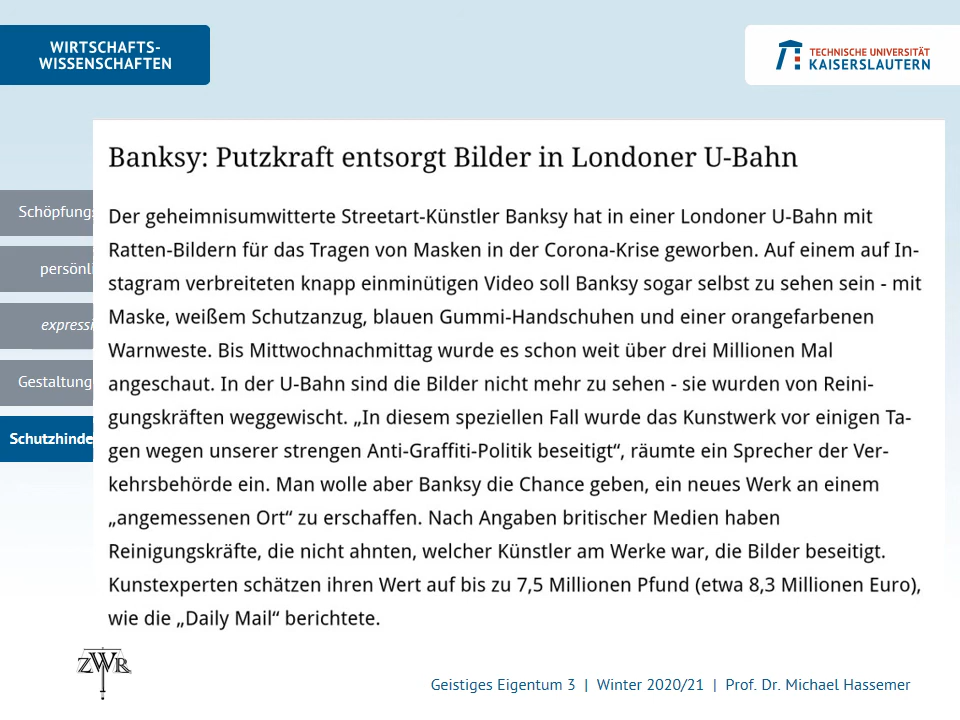 WIRTSCHAFTS-
WISSENSCHAFTEN
TECHNISCHE UNIVERSITÄT
KAISERSLAUTERN
Banksy: Putzkraft entsorgt Bilder in Londoner U-Bahn
Schöpfungs
persönli
expressi
Gestaltung
Schutzhinde
Der geheimnisumwitterte Streetart-Künstler Banksy hat in einer Londoner U-Bahn mit
Ratten-Bildern für das Tragen von Masken in der Corona-Krise geworben. Auf einem auf In-
stagram verbreiteten knapp einminütigen Video soll Banksy sogar selbst zu sehen sein - mit
Maske, weißem Schutzanzug, blauen Gummi-Handschuhen und einer orangefarbenen
Warnweste. Bis Mittwochnachmittag wurde es schon weit über drei Millionen Mal
angeschaut. In der U-Bahn sind die Bilder nicht mehr zu sehen - sie wurden von Reini-
gungskräften weggewischt. „In diesem speziellen Fall wurde das Kunstwerk vor einigen Ta-
gen wegen unserer strengen Anti-Graffiti-Politik beseitigt“, räumte ein Sprecher der Ver-
kehrsbehörde ein. Man wolle aber Banksy die Chance geben, ein neues Werk an einem
„angemessenen Ort“ zu erschaffen. Nach Angaben britischer Medien haben
Reinigungskräfte, die nicht ahnten, welcher Künstler am Werke war, die Bilder beseitigt.
Kunstexperten schätzen ihren Wert auf bis zu 7,5 Millionen Pfund (etwa 8,3 Millionen Euro),
wie die „Daily Mail“ berichtete.
ZWR
Geistiges Eigentum 3 | Winter 2020/21 | Prof. Dr. Michael Hassemer